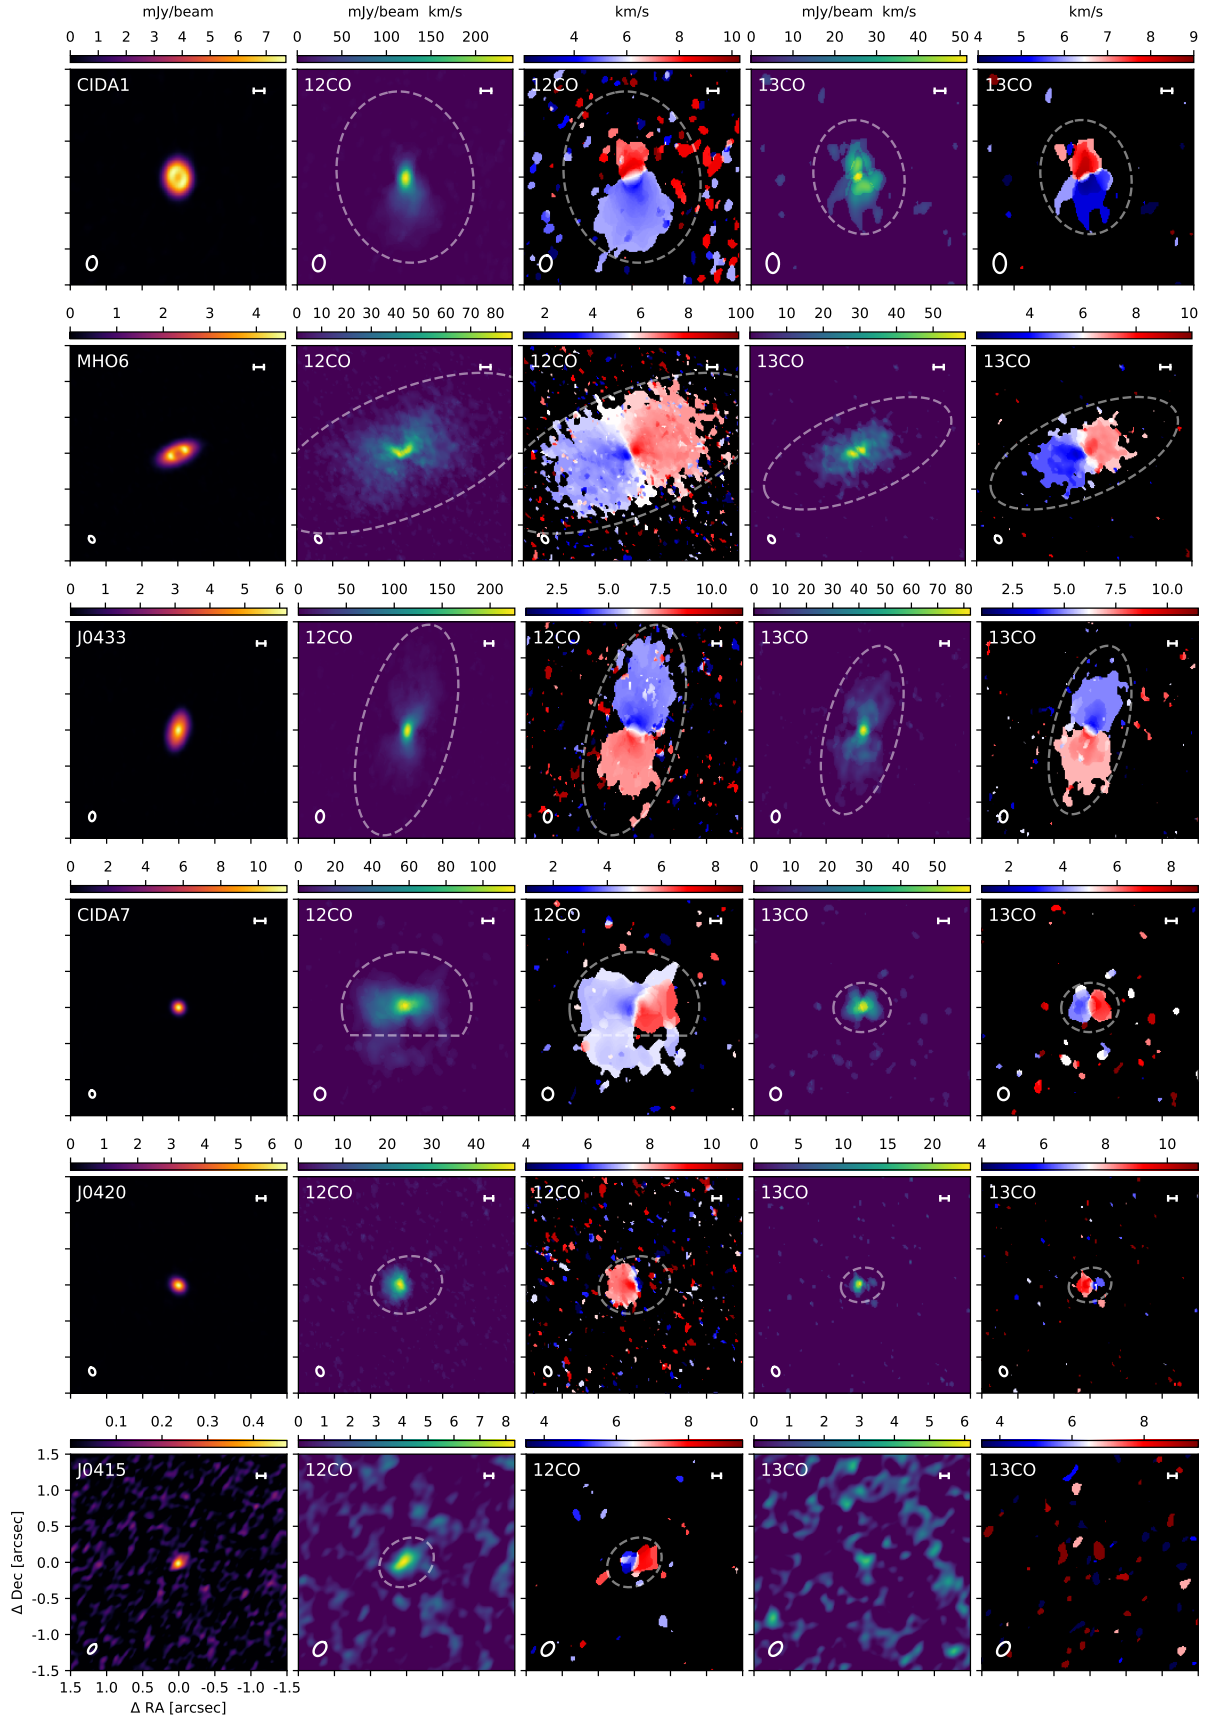 mJy/beam mJy/beam km/s km/s mJy/beam km/s km/s
0 1 2 3 4 5 6 7 0 50 100 150 200 4 6 8 10 0 10 20 30 40 50 4 5 6 7 8 9
CIDA1 12CO 12CO 13CO 13CO
0 1 2 3 4 0 10 20 30 40 50 60 70 80 2 4 6 8 10 0 10 20 30 40 50 4 6 8 10
MHO6 12CO 12CO 13CO 13CO
0 1 2 3 4 5 6 0 50 100 150 200 2.5 5.0 7.5 10.0 0 10 20 30 40 50 60 70 80 2.5 5.0 7.5 10.0
J0433 12CO 12CO 13CO 13CO
0 2 4 6 8 10 0 20 40 60 80 100 2 4 6 8 0 10 20 30 40 50 2 4 6 8
CIDA7 12CO 12CO 13CO 13CO
0 1 2 3 4 5 6 0 10 20 30 40 4 6 8 10 0 5 10 15 20 4 6 8 10
J0420 12CO 12CO 13CO 13CO
0.1 0.2 0.3 0.4 0 1 2 3 4 5 6 7 8 4 6 8 0 1 2 3 4 5 6 6 8
J0415 12CO 12CO 13CO 13CO
1.5
1.0
0.5
0.0
-0.5
-1.0
-1.5
Δ Dec [arcsec]
1.5 1.0 0.5 0.0 -0.5 -1.0 -1.5
Δ RA [arcsec]